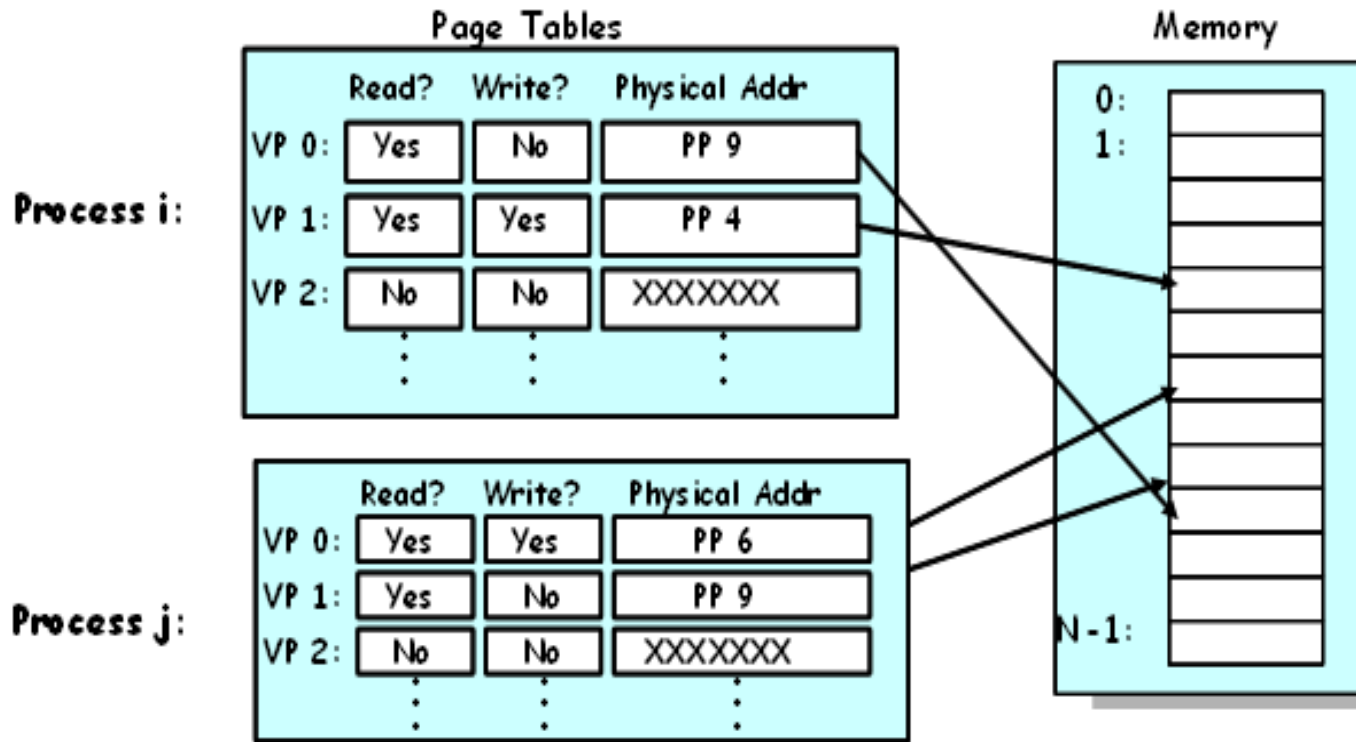 Page Tables
Memory
Read? Write? Physical Addr
VP 0: Yes No PP 9
Process i: VP 1: Yes Yes PP 4
VP 2: No No XXXXXXX
0:
1:
N-1:
Read? Write? Physical Addr
VP 0: Yes Yes PP 6
VP 1: Yes No PP 9
Process j: VP 2: No No XXXXXXX